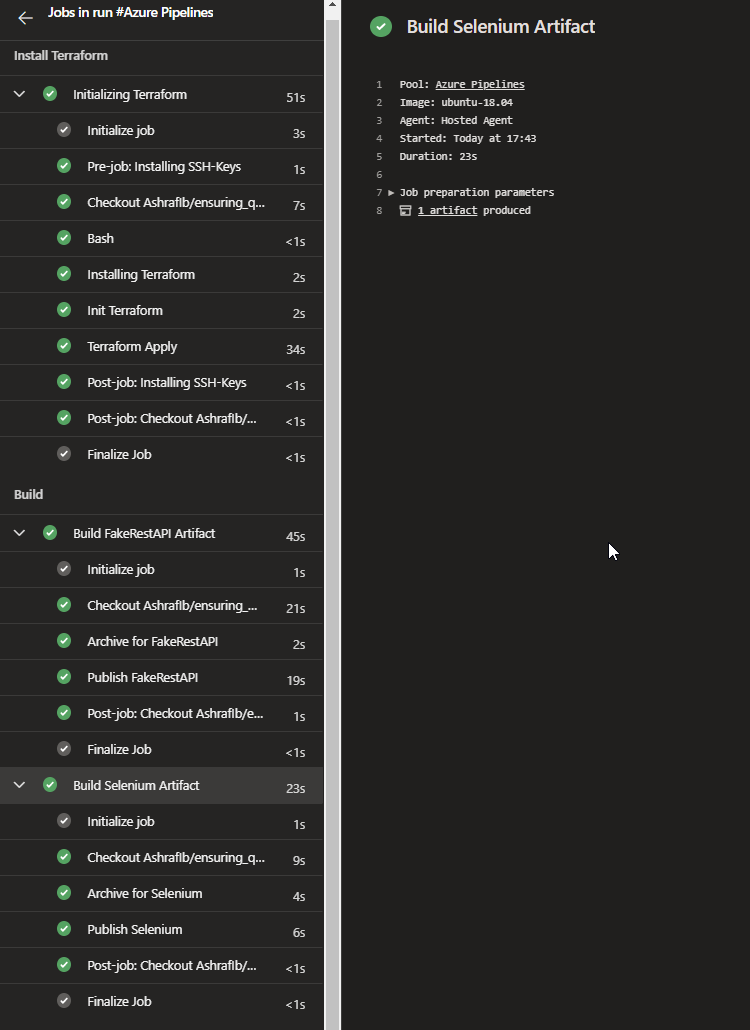 Jobs in run #Azure Pipelines
Install Terraform
Initializing Terraform 51s
Initialize job 3s
Pre-job: Installing SSH-Keys 1s
Checkout Ashraflb/ensuring_q... 7s
Bash <1s
Installing Terraform 2s
Init Terraform 2s
Terraform Apply 34s
Post-job: Installing SSH-Keys <1s
Post-job: Checkout Ashraflb/... <1s
Finalize Job <1s
Build
Build FakeRestAPI Artifact 45s
Initialize job 1s
Checkout Ashraflb/ensuring_... 21s
Archive for FakeRestAPI 2s
Publish FakeRestAPI 19s
Post-job: Checkout Ashraflb/e... 1s
Finalize Job <1s
Build Selenium Artifact 23s
Initialize job 1s
Checkout Ashraflb/ensuring_q... 9s
Archive for Selenium 4s
Publish Selenium 6s
Post-job: Checkout Ashraflb/... <1s
Finalize Job <1s
Build Selenium Artifact
1 Pool: Azure Pipelines
2 Image: ubuntu-18.04
3 Agent: Hosted Agent
4 Started: Today at 17:43
5 Duration: 23s
6
7 Job preparation parameters
8 1 artifact produced